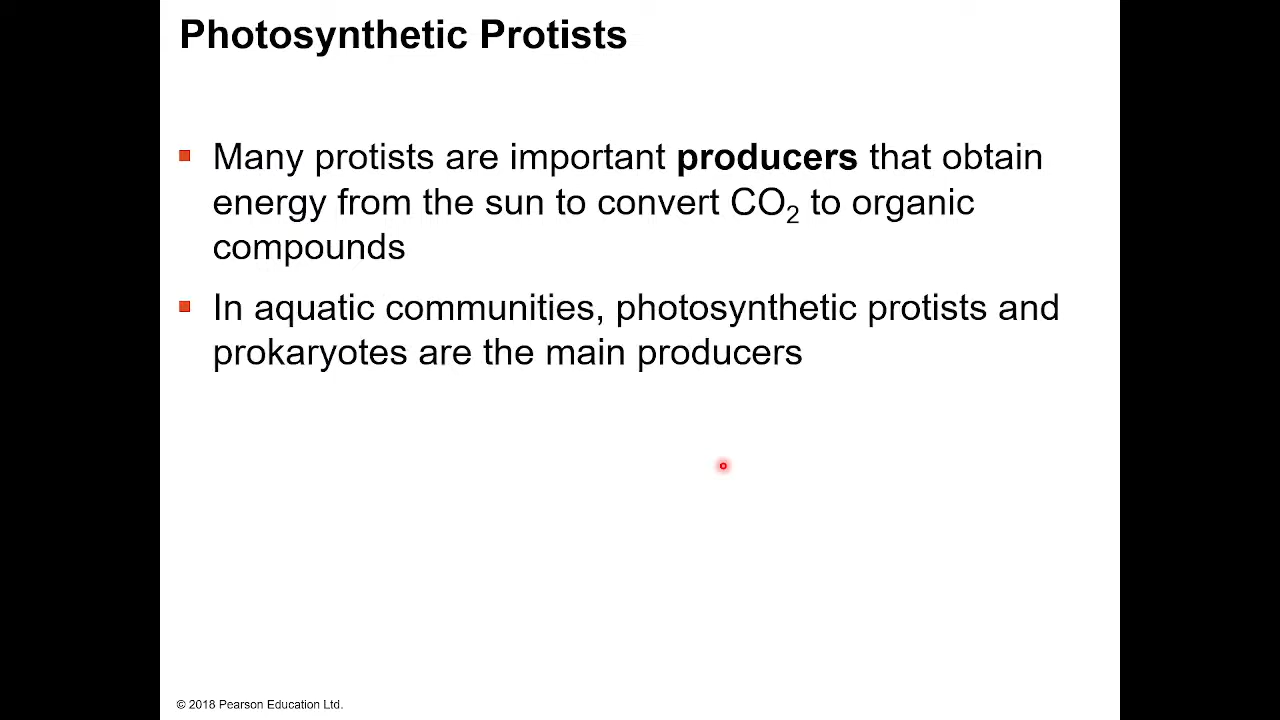 Photosynthetic Protists
Many protists are important producers that obtain
energy from the sun to convert CO₂ to organic
compounds
In aquatic communities, photosynthetic protists and
prokaryotes are the main producers
© 2018 Pearson Education Ltd.